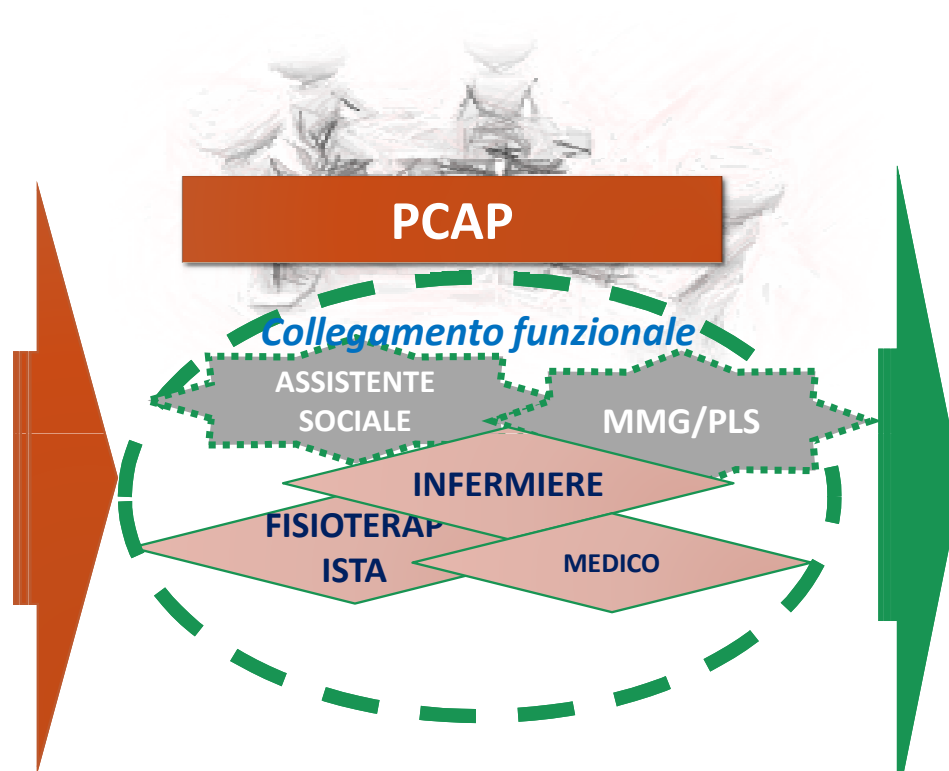 PCAP
Collegamento funzionale
ASSISTENTE
SOCIALE
MMG/PLS
INFERMIERE
FISIOTERAP
ISTA
MEDICO